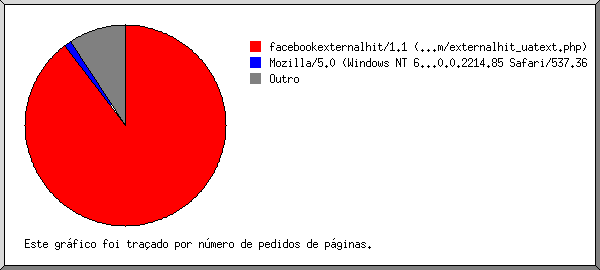 facebookexternalhit/1.1 (...m/externalhit_uatext.php)
Mozilla/5.0 (Windows NT 6...0.0.2214.85 Safari/537.36
Outro
Este gráfico foi traçado por número de pedidos de páginas.